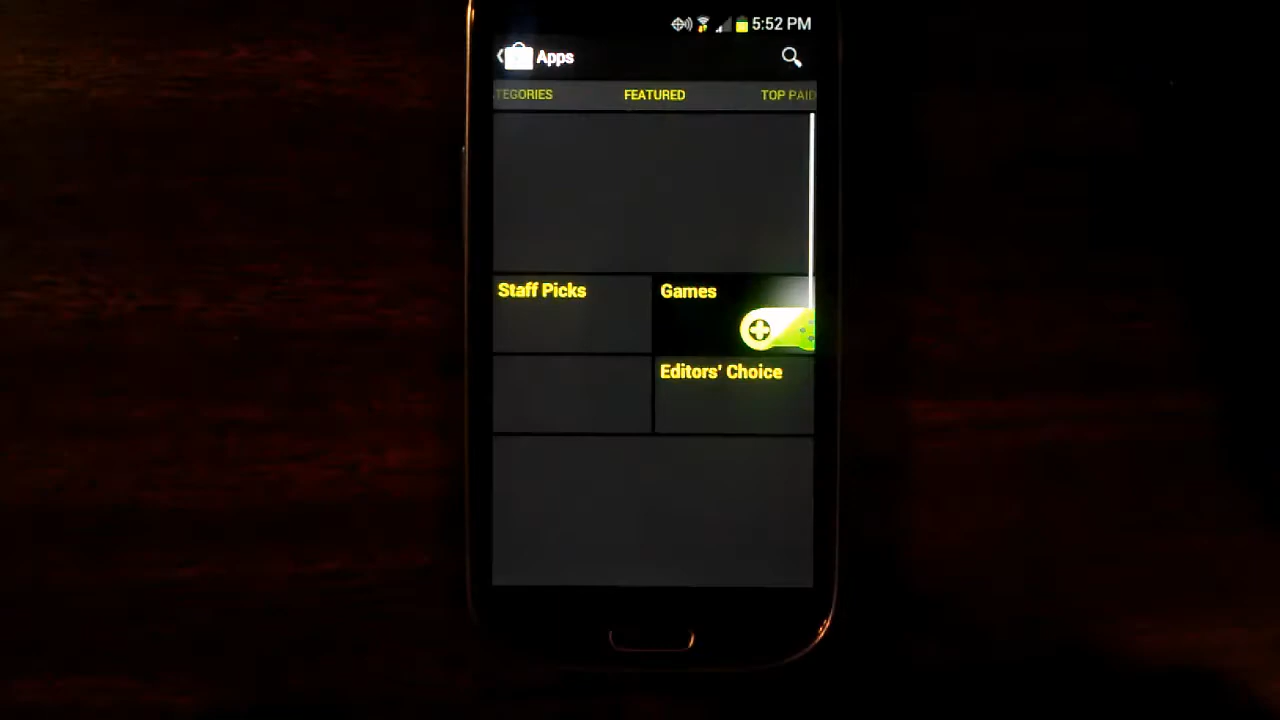 5:52 PM
Apps
TEGORIES FEATURED TOP PAID
Staff Picks Games
Editors' Choice